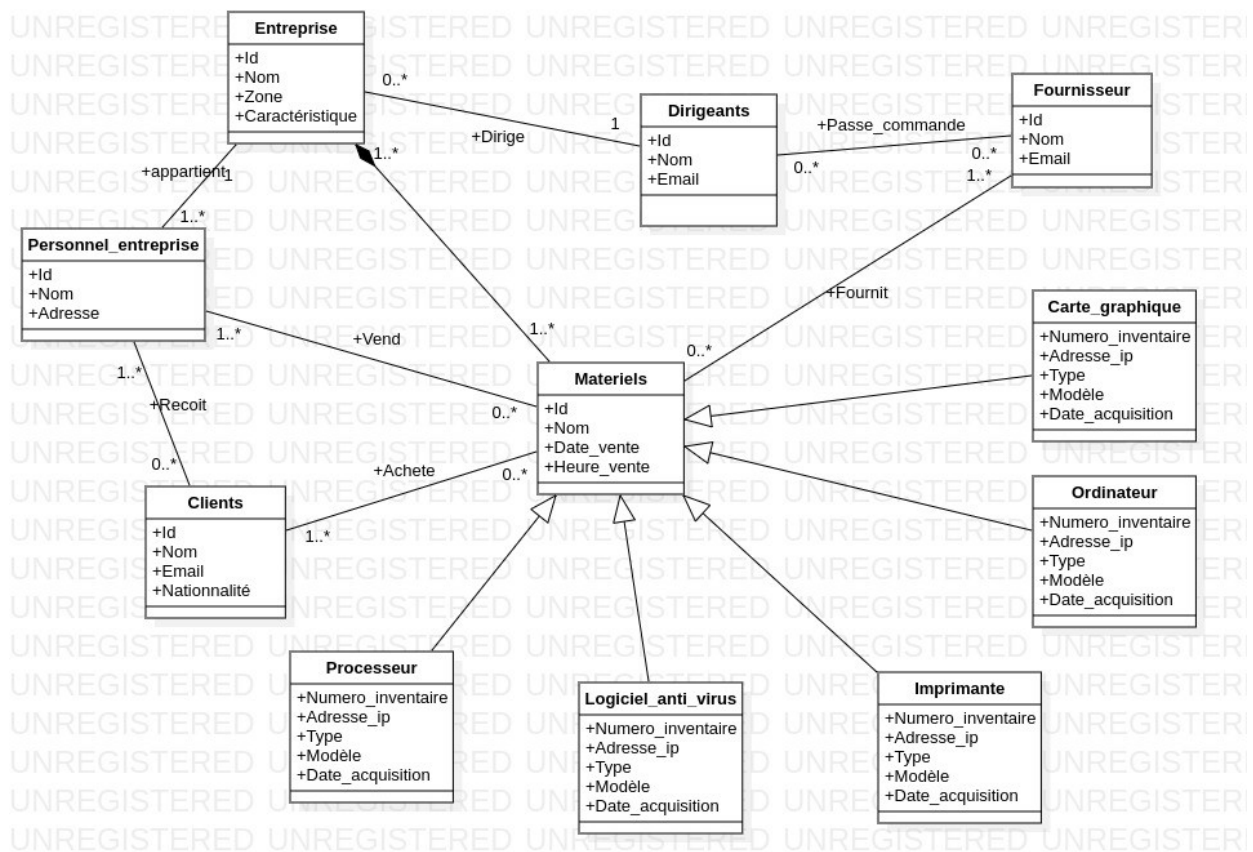 UNREGISTERED
Entreprise
+Id
+Nom
+Zone
+Caractéristique
0..*
+Dirige
1
Dirigeants
+Id
+Nom
+Email
+Passe_commande
0..*
0..*
Fournisseur
+Id
+Nom
+Email
1..*
+Fournit
0..*
1..*
1..*
+appartient
1
1..*
Personnel_entreprise
+Id
+Nom
+Adresse
1..*
+Vend
0..*
1..*
+Recoit
0..*
Materiels
+Id
+Nom
+Date_vente
+Heure_vente
+Achete
0..*
1..*
Clients
+Id
+Nom
+Email
+Nationnalité
Carte_graphique
+Numero_inventaire
+Adresse_ip
+Type
+Modèle
+Date_acquisition
Ordinateur
+Numero_inventaire
+Adresse_ip
+Type
+Modèle
+Date_acquisition
Processeur
+Numero_inventaire
+Adresse_ip
+Type
+Modèle
+Date_acquisition
Logiciel_anti_virus
+Numero_inventaire
+Adresse_ip
+Type
+Modèle
+Date_acquisition
Imprimante
+Numero_inventaire
+Adresse_ip
+Type
+Modèle
+Date_acquisition